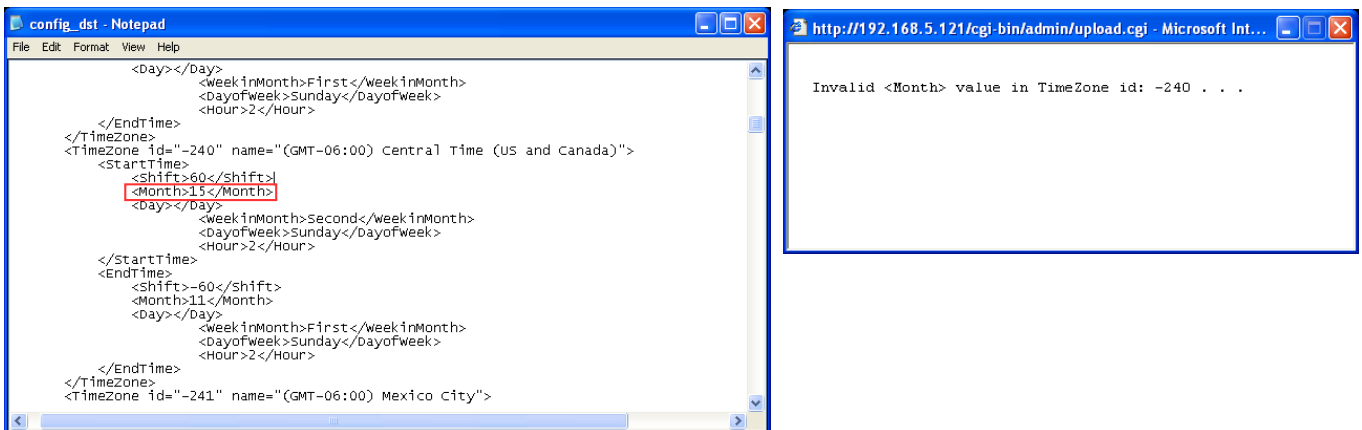 config_dst - Notepad
File Edit Format View Help
<Day></Day>
<WeekinMonth>First</WeekinMonth>
<DayofWeek>Sunday</DayofWeek>
<Hour>2</Hour>
</EndTime>
</TimeZone>
<TimeZone id="-240" name="(GMT-06:00) Central Time (US and Canada)">
<StartTime>
<Shift>60</Shift>
<Month>15</Month>
<Day></Day>
<WeekinMonth>Second</WeekinMonth>
<DayofWeek>Sunday</DayofWeek>
<Hour>2</Hour>
</StartTime>
<EndTime>
<Shift>-60</Shift>
<Month>11</Month>
<Day></Day>
<WeekinMonth>First</WeekinMonth>
<DayofWeek>Sunday</DayofWeek>
<Hour>2</Hour>
</EndTime>
</TimeZone>
<TimeZone id="-241" name="(GMT-06:00) Mexico City">
http://192.168.5.121/cgi-bin/admin/upload.cgi - Microsoft Int...
Invalid <Month> value in TimeZone id: -240 . . .